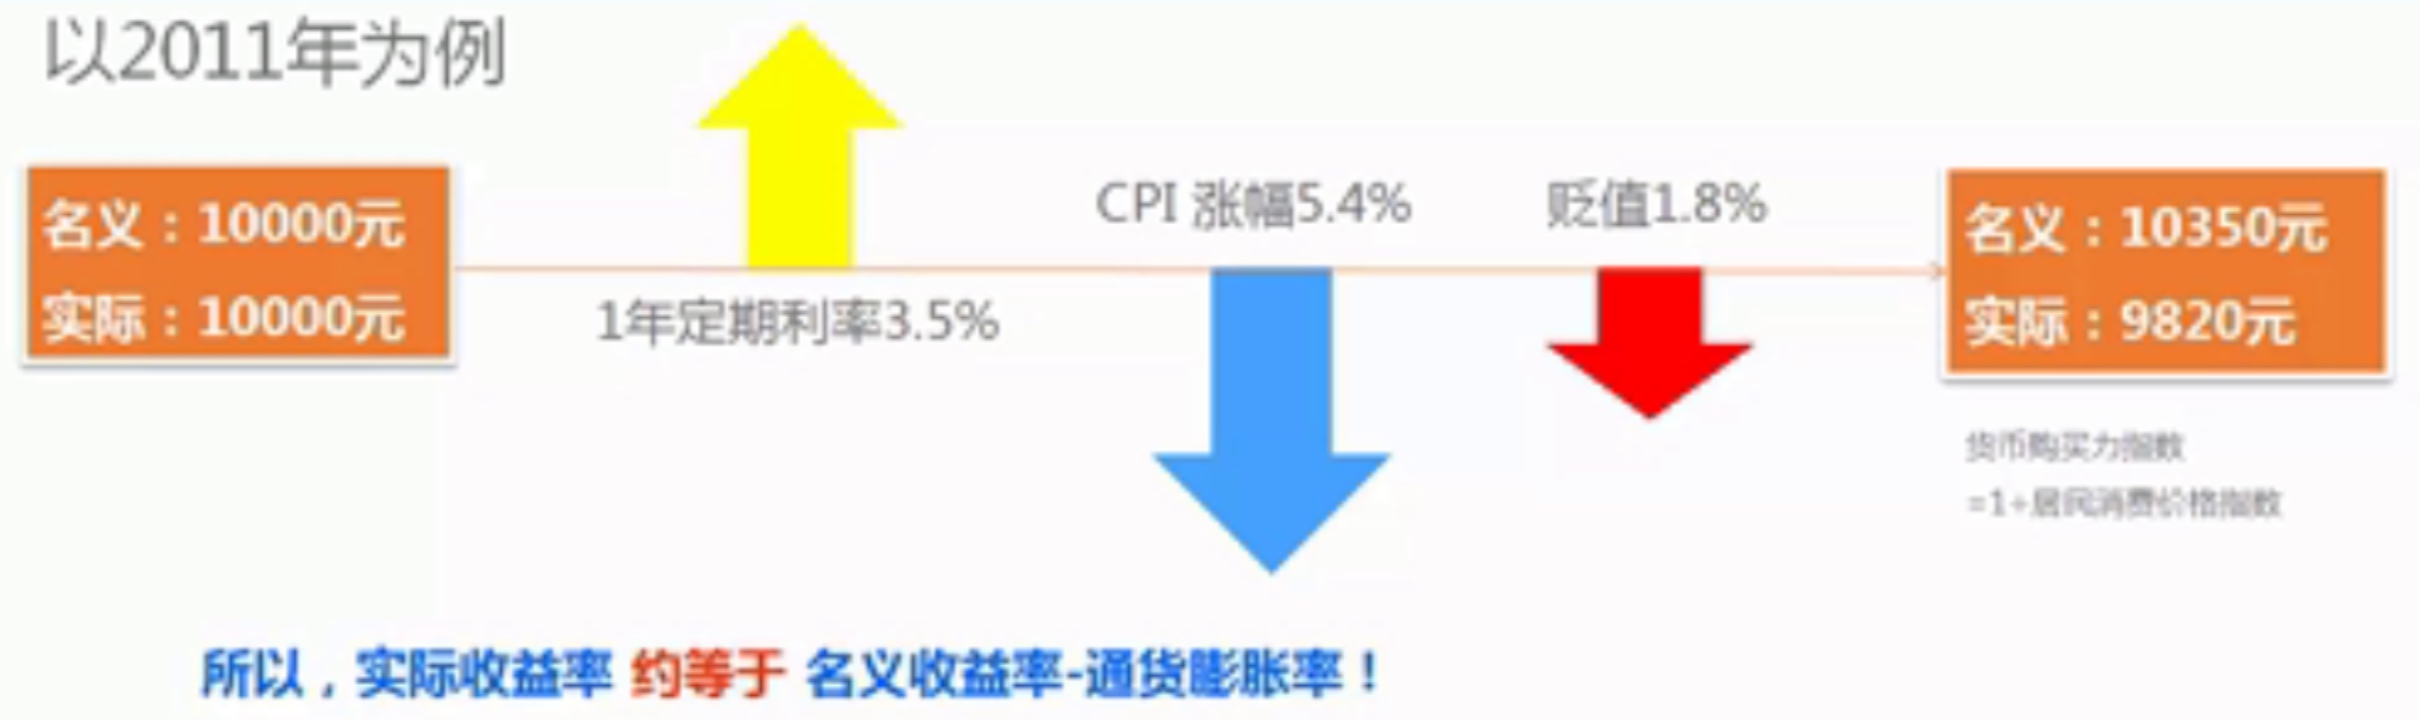 以2011年为例
名义：10000元
实际：10000元
1年定期利率3.5%
CPI 涨幅5.4%
贬值1.8%
名义：10350元
实际：9820元
货币购买力指数
=1÷居民消费价格指数
所以，实际收益率 约等于 名义收益率-通货膨胀率！